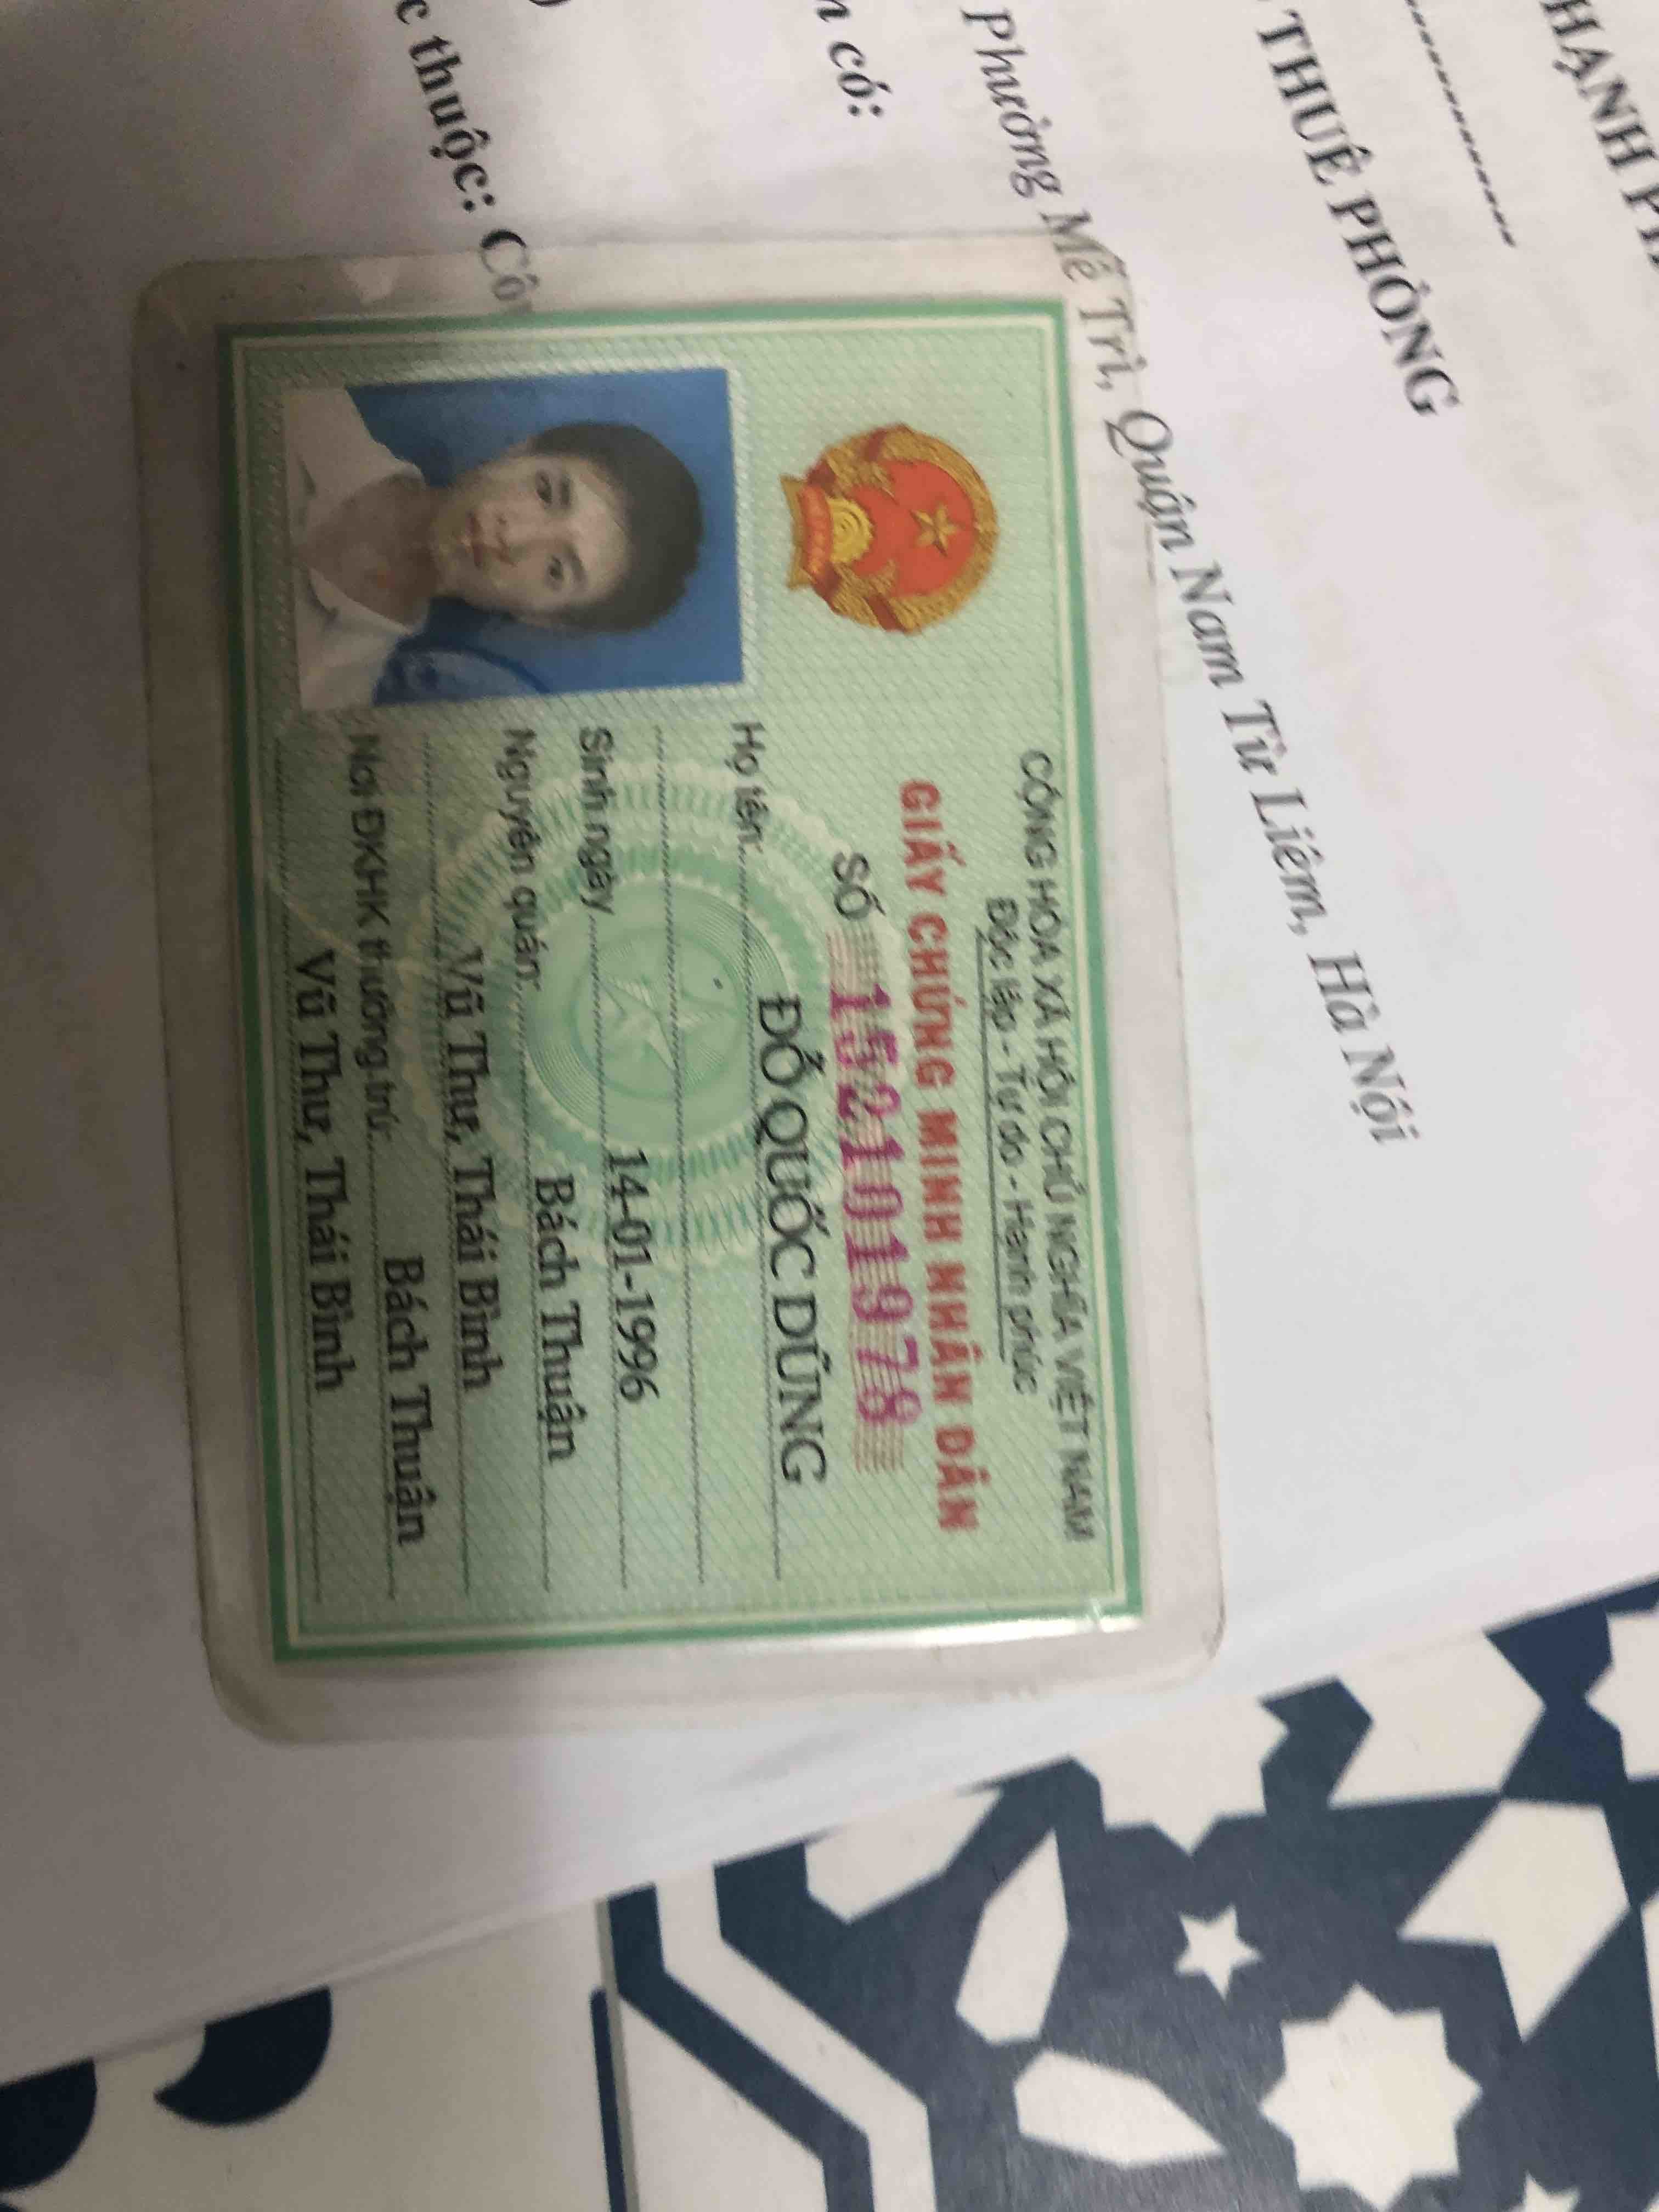 HẠNH P
THUÊ PHÒNG
Phường Mễ Trì, Quận Nam Từ Liêm, Hà Nội
có:
thuộc:
CỘNG HÒA XÃ HỘI CHỦ NGHĨA VIỆT NAM
Độc lập - Tự do - Hạnh phúc
GIẤY CHỨNG MINH NHÂN DÂN
SỐ 152101978
Họ tên: ĐỖ QUỐC DŨNG
Sinh ngày 14-01-1996
Nguyên quán: Bách Thuận
Vũ Thư, Thái Bình
Nơi ĐKHK thường trú: Bách Thuận
Vũ Thư, Thái Bình